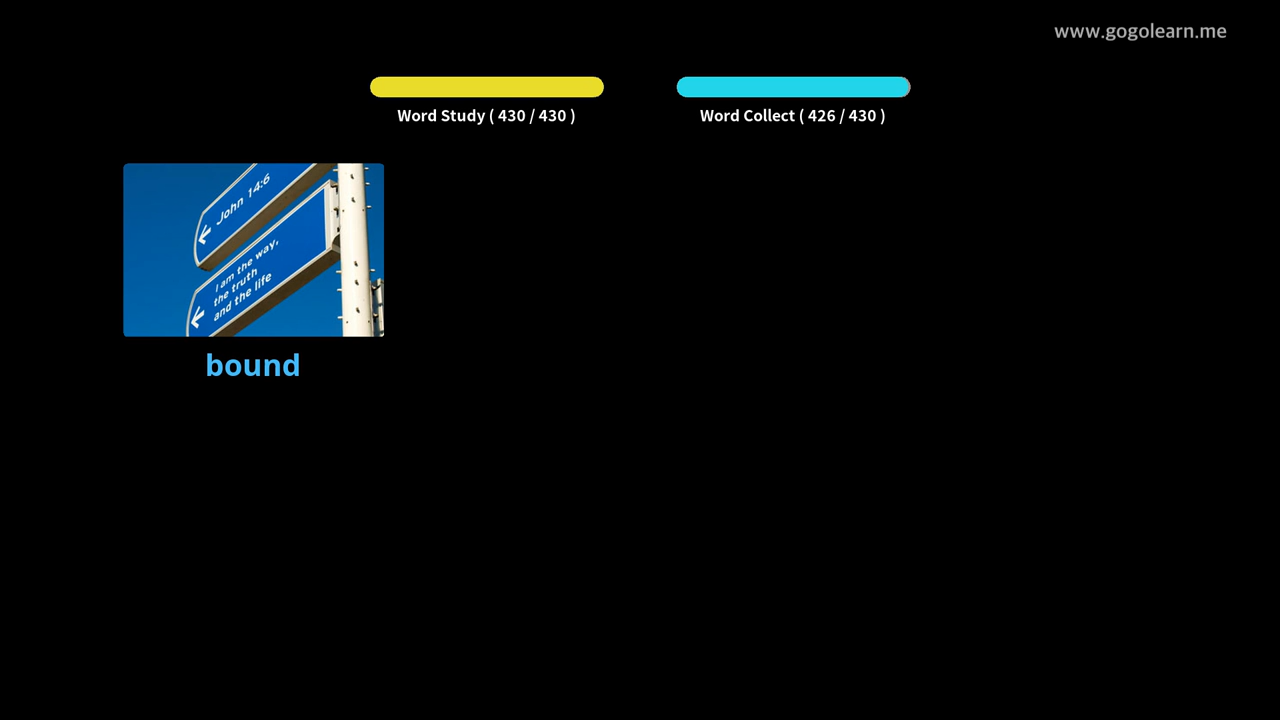 www.gogolearn.me
Word Study ( 430 / 430 )
Word Collect ( 426 / 430 )
John 14:6
I am the way,
the truth
and the life
bound